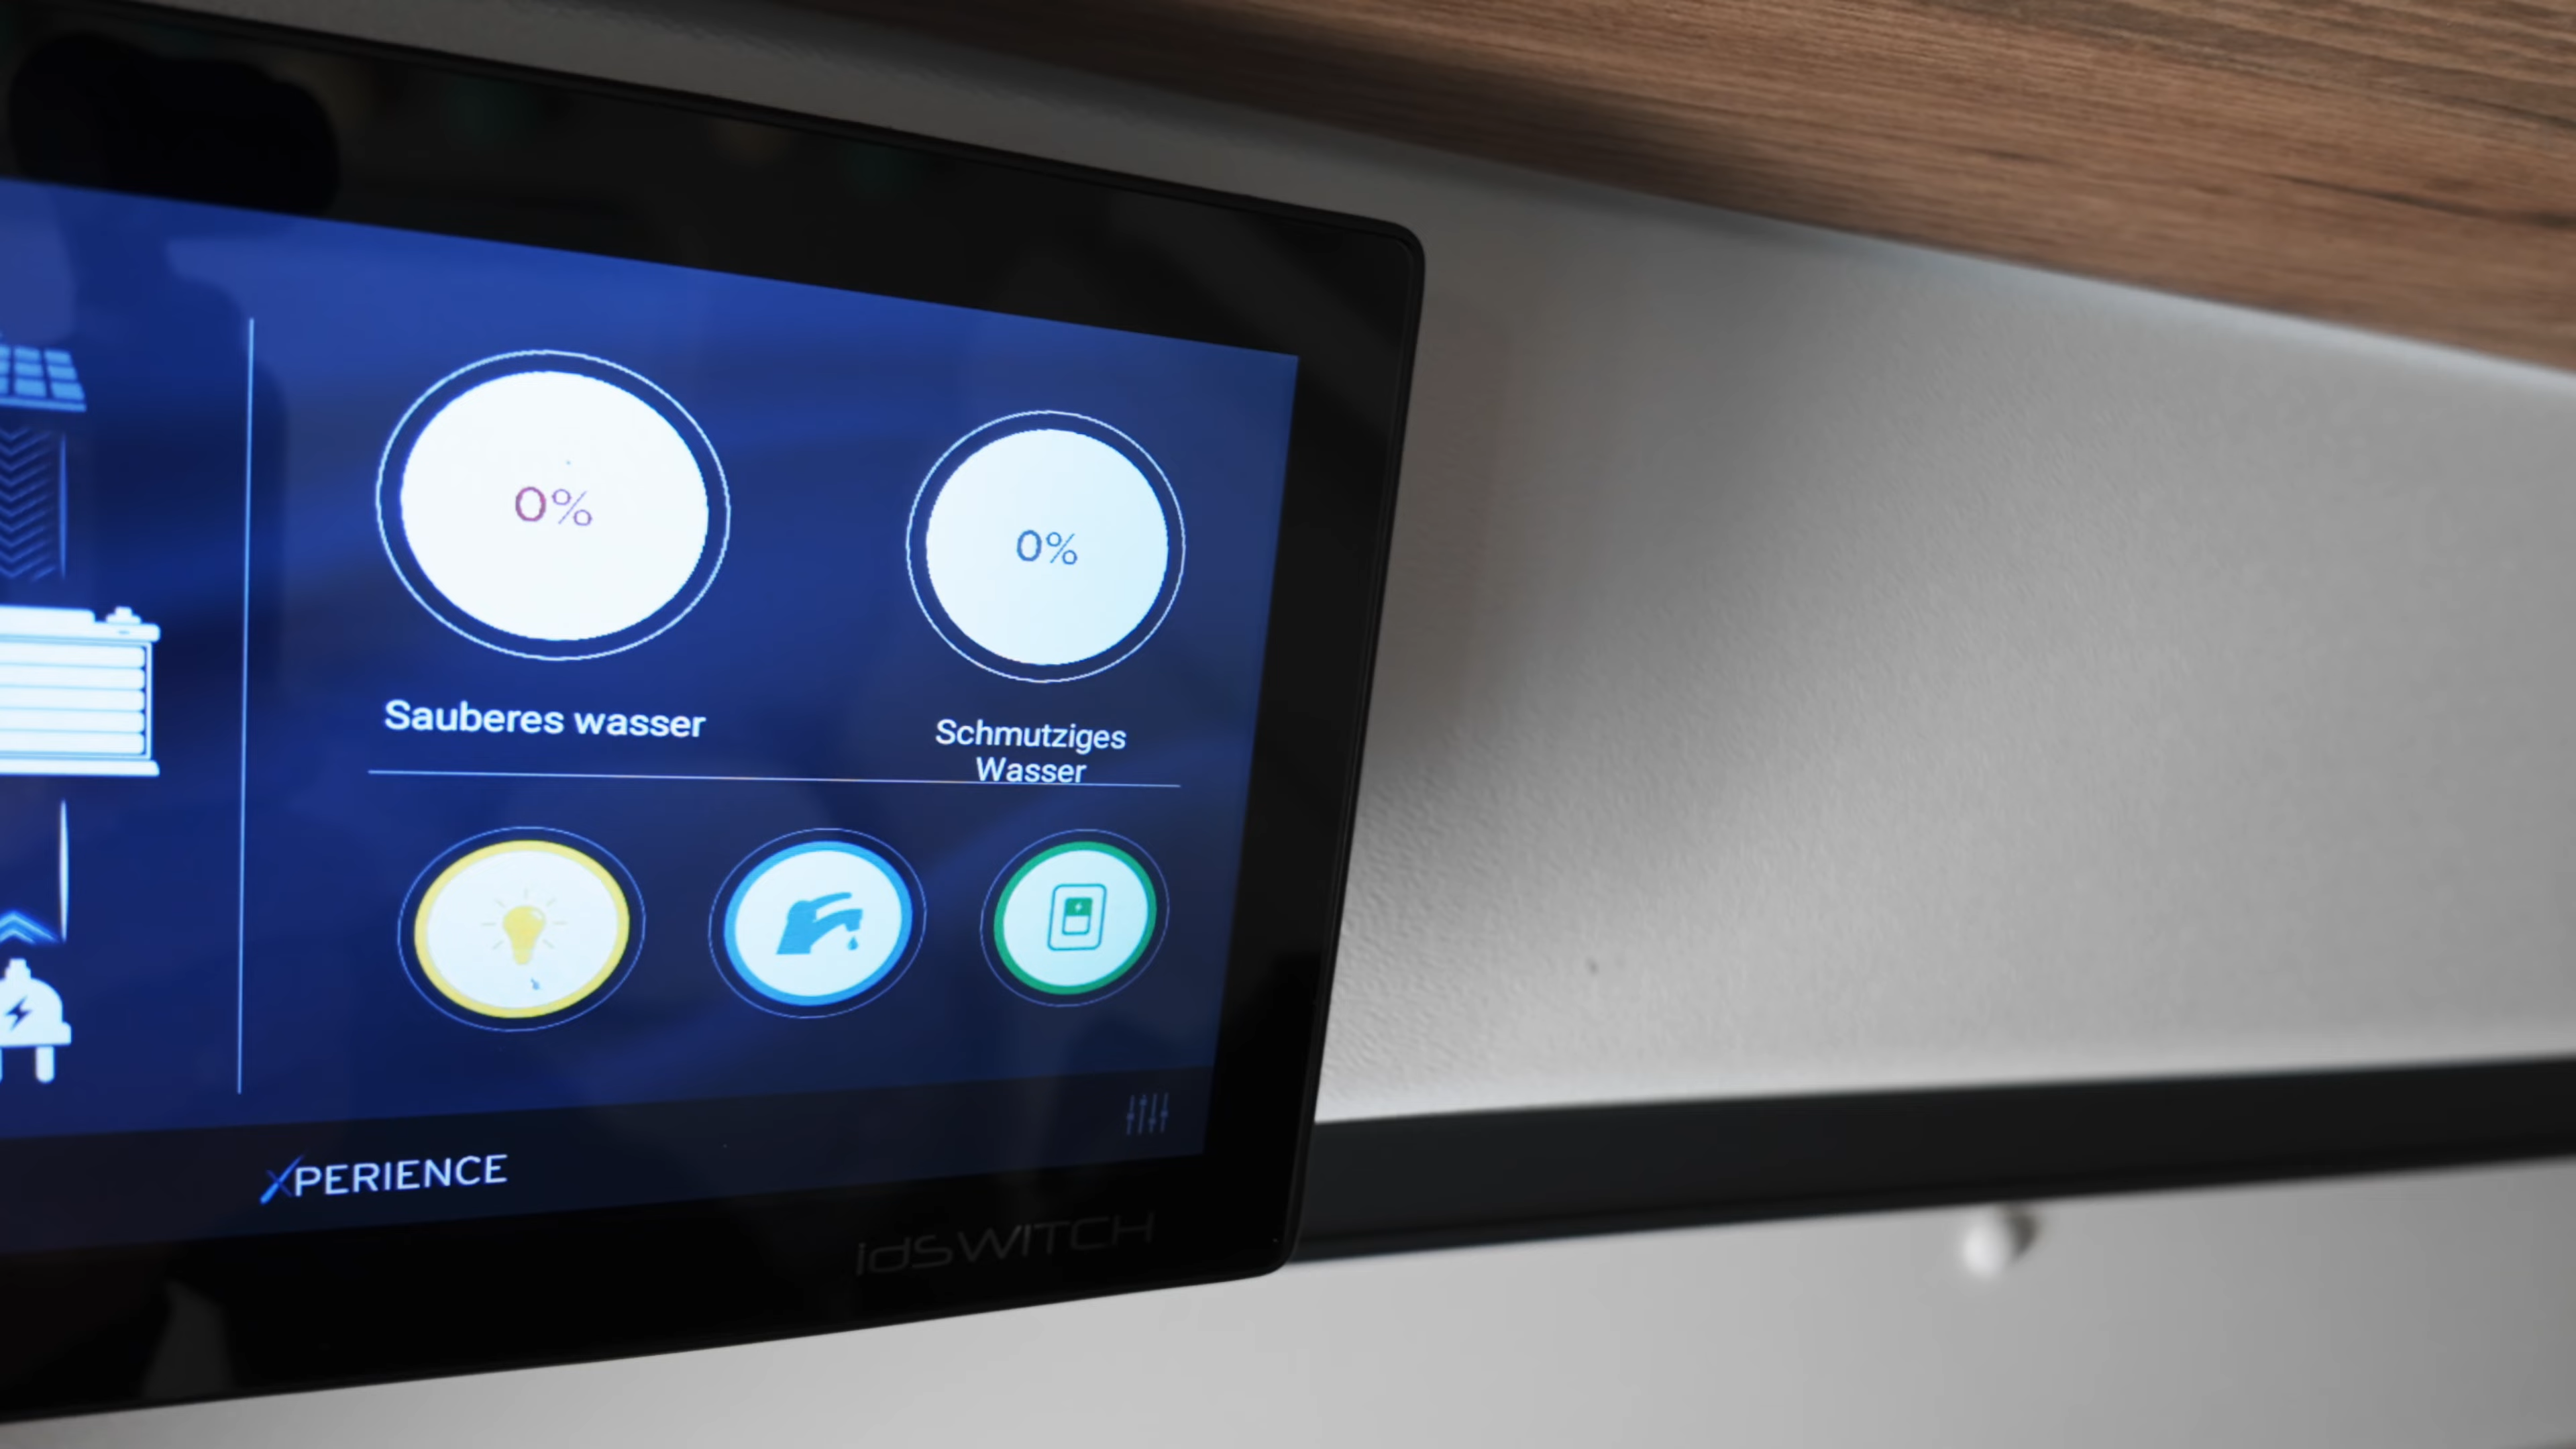 0%
0%
Sauberes wasser
Schmutziges
Wasser
XPERIENCE
idSWITCH